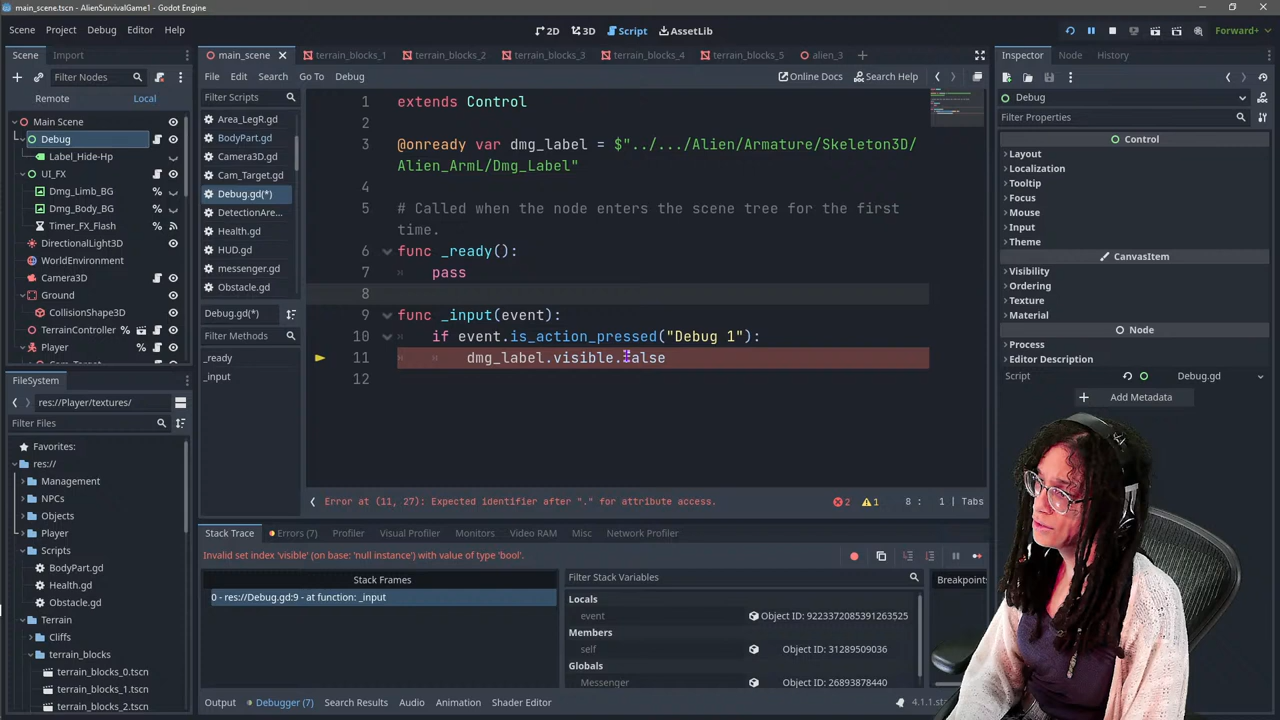 main_scene.tscn - AlienSurvivalGame1 - Godot Engine
Scene Project Debug Editor Help
2D 3D Script AssetLib
Forward+
Scene Import
main_scene terrain_blocks_1 terrain_blocks_2 terrain_blocks_3 terrain_blocks_4 terrain_blocks_5 alien_3
Inspector Node History
Filter Nodes
File Edit Search Go To Debug
Online Docs Search Help
Remote Local
Filter Scripts
Debug
Filter Properties
Main Scene
Debug
Label_Hide-Hp
UI_FX
Dmg_Limb_BG
Dmg_Body_BG
Timer_FX_Flash
DirectionalLight3D
WorldEnvironment
Camera3D
Ground
CollisionShape3D
TerrainController
Player
Area_LegR.gd
BodyPart.gd
Camera3D.gd
Cam_Target.gd
Debug.gd(*)
DetectionAre...
Health.gd
HUD.gd
messenger.gd
Obstacle.gd
Debug.gd(*)
Filter Methods
_ready
_input
1 extends Control
2
3 @onready var dmg_label = $"../.../Alien/Armature/Skeleton3D/
Alien_ArmL/Dmg_Label"
4
5 # Called when the node enters the scene tree for the first
time.
6 func _ready():
7 pass
8
9 func _input(event):
10 if event.is_action_pressed("Debug 1"):
11 dmg_label.visible.false
12
Error at (11, 27): Expected identifier after "." for attribute access.
2 1 8 : 1 | Tabs
Control
Layout
Localization
Tooltip
Focus
Mouse
Input
Theme
CanvasItem
Visibility
Ordering
Texture
Material
Node
Process
Editor Description
Script Debug.gd
Add Metadata
FileSystem
res://Player/textures/
Filter Files
Favorites:
res://
Management
NPCs
Objects
Player
Scripts
BodyPart.gd
Health.gd
Obstacle.gd
Terrain
Cliffs
terrain_blocks
terrain_blocks_0.tscn
terrain_blocks_1.tscn
terrain_blocks_2.tscn
Stack Trace Errors (7) Profiler Visual Profiler Monitors Video RAM Misc Network Profiler
Invalid set index 'visible' (on base: 'null instance') with value of type 'bool'.
Stack Frames
0 - res://Debug.gd:9 - at function: _input
Filter Stack Variables
Breakpoints
Locals
event Object ID: 9223372085391263525
Members
self Object ID: 31289509036
Globals
Messenger Object ID: 26893878440
Output Debugger (7) Search Results Audio Animation Shader Editor
4.1.1.st